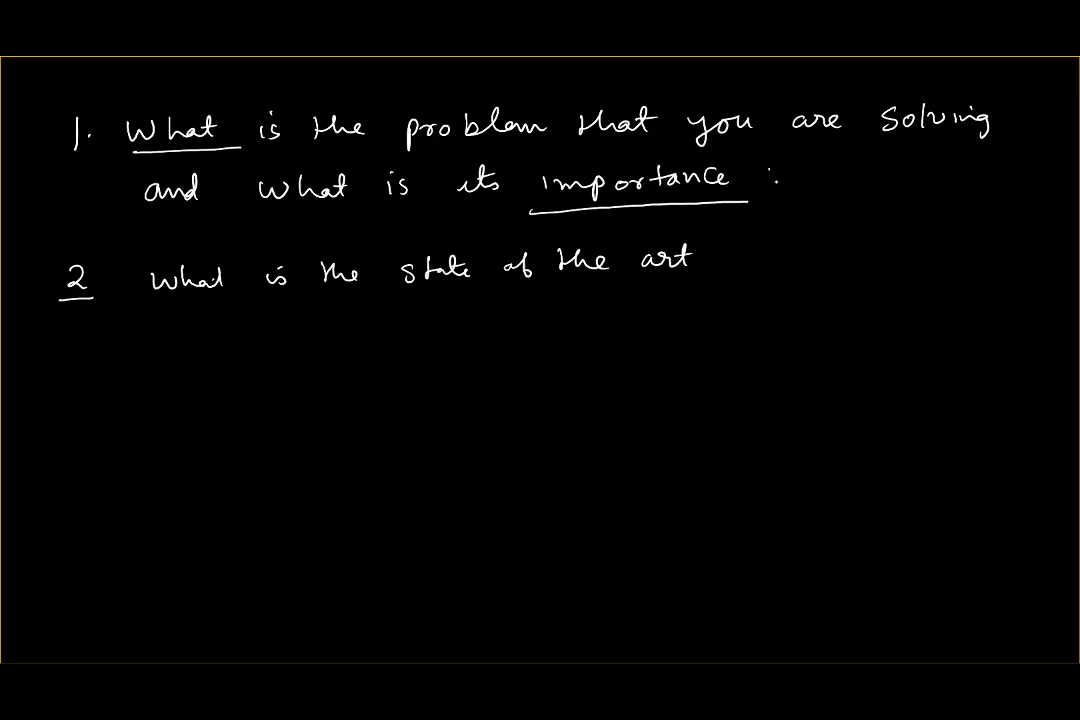 1. What is the problem that you are solving
and what is its importance :
2 What is the state of the art